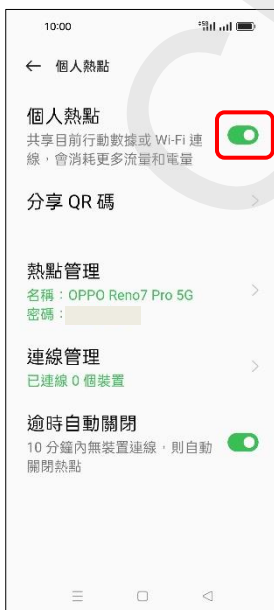 10:00
5G
← 個人熱點
個人熱點
共享目前行動數據或 Wi-Fi 連
線，會消耗更多流量和電量
分享 QR 碼
熱點管理
名稱：OPPO Reno7 Pro 5G
密碼：
連線管理
已連線 0 個裝置
逾時自動關閉
10 分鐘內無裝置連線，則自動
關閉熱點